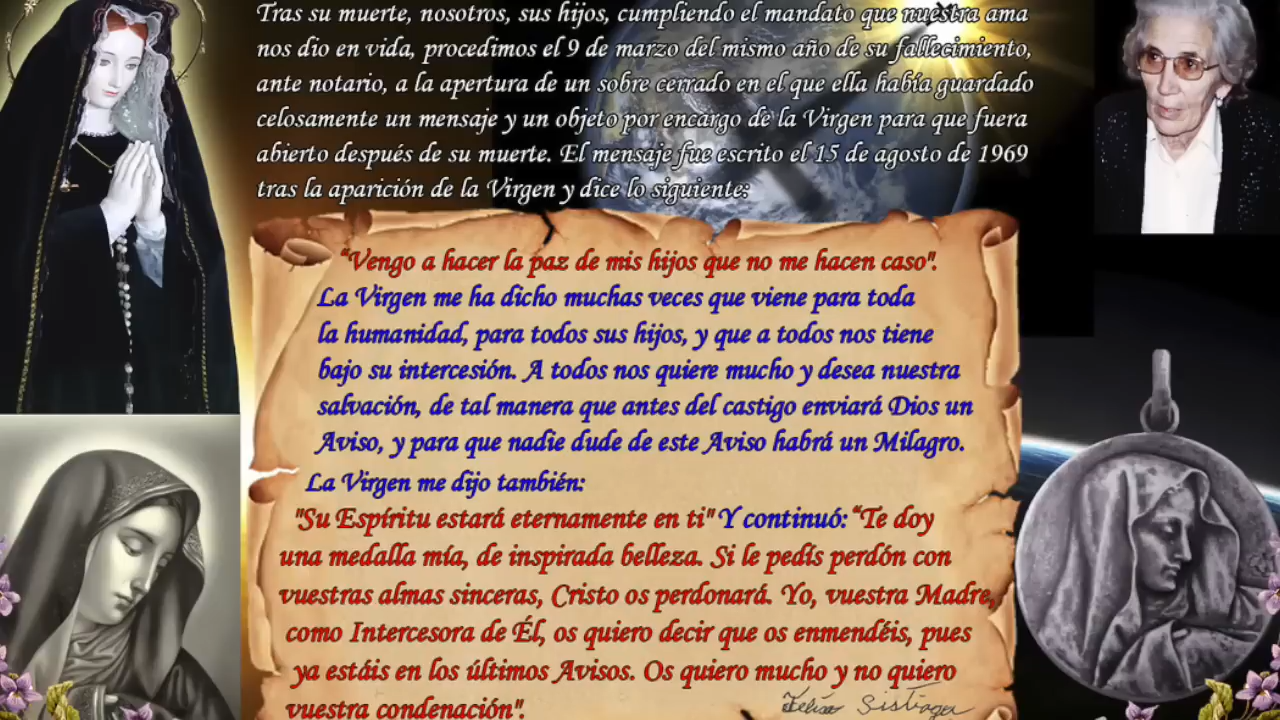 Tras su muerte, nosotros, sus hijos, cumpliendo el mandato que nuestra ama
nos dio en vida, procedimos el 9 de marzo del mismo año de su fallecimiento,
ante notario, a la apertura de un sobre cerrado en el que ella había guardado
celosamente un mensaje y un objeto por encargo de la Virgen para que fuera
abierto después de su muerte. El mensaje fue escrito el 15 de agosto de 1969
tras la aparición de la Virgen y dice lo siguiente:
“Vengo a hacer la paz de mis hijos que no me hacen caso".
La Virgen me ha dicho muchas veces que viene para toda
la humanidad, para todos sus hijos, y que a todos nos tiene
bajo su intercesión. A todos nos quiere mucho y desea nuestra
salvación, de tal manera que antes del castigo enviará Dios un
Aviso, y para que nadie dude de este Aviso habrá un Milagro.
La Virgen me dijo también:
"Su Espíritu estará eternamente en ti" Y continuó: “Te doy
una medalla mía, de inspirada belleza. Si le pedís perdón con
vuestras almas sinceras, Cristo os perdonará. Yo, vuestra Madre,
como Intercesora de Él, os quiero decir que os enmendéis, pues
ya estáis en los últimos Avisos. Os quiero mucho y no quiero
vuestra condenación".
Felisa Sistiaga